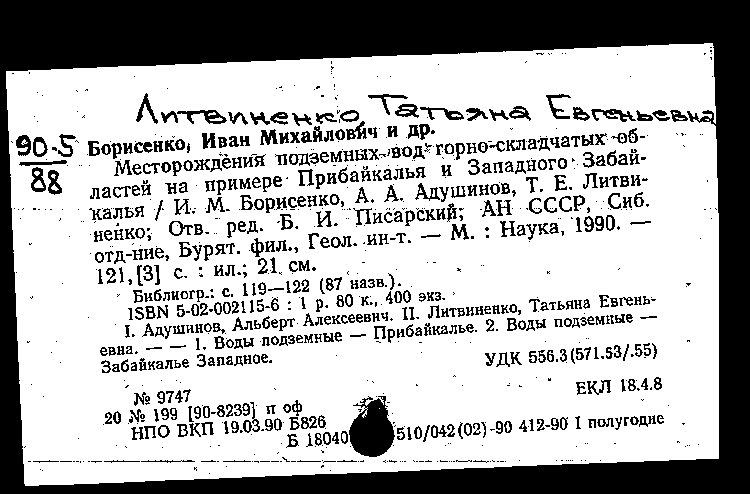 Литвиненко Татьяна Евгеньевна
90-5
88
Борисенко, Иван Михайлович и др.
Месторождения подземных вод горно-складчатых об-
ластей на примере Прибайкалья и Западного Забай-
калья / И. М. Борисенко, А. А. Адушинов, Т. Е. Литви-
ненко; Отв. ред. Б. И. Писарский; АН СССР, Сиб.
отд-ние, Бурят. фил., Геол. ин-т. — М. : Наука, 1990. —
121,[3] с. : ил.; 21 см.
Библиогр.: с. 119—122 (87 назв.).
ISBN 5-02-002115-6 : 1 р. 80 к., 400 экз.
I. Адушинов, Альберт Алексеевич. II. Литвиненко, Татьяна Евгень-
евна. — — 1. Воды подземные — Прибайкалье. 2. Воды подземные —
Забайкалье Западное.
УДК 556.3(571.53/.55)
№ 9747
ЕКЛ 18.4.8
20 № 199 [90-8239] п оф
НПО ВКП 19.03.90 Б826
Б 18040 510/042(02)-90 412-90 I полугодие